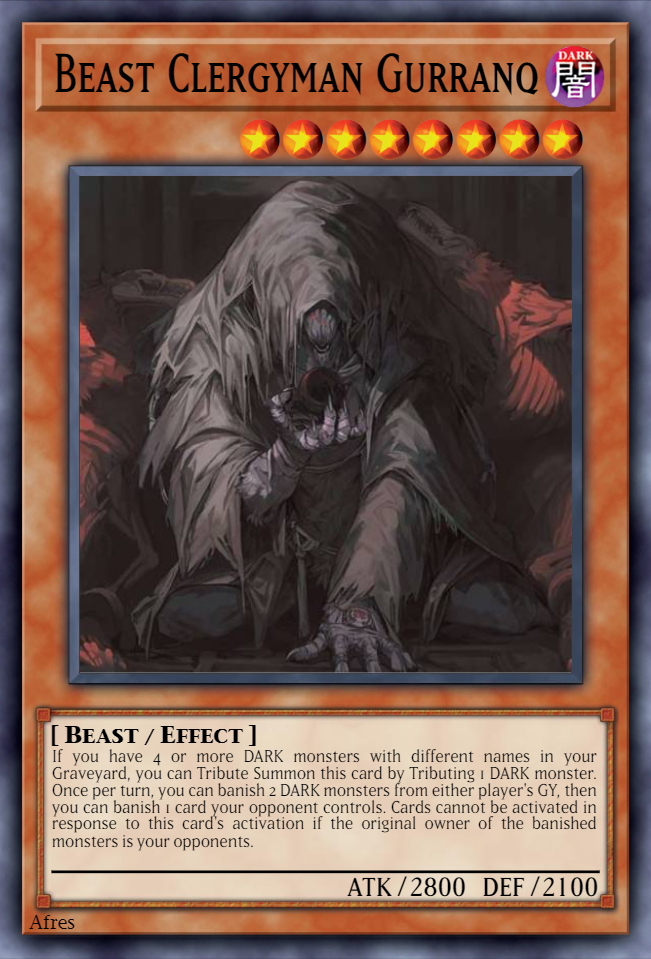 Beast Clergyman Gurranq
DARK
闇
[ Beast / Effect ]
If you have 4 or more DARK monsters with different names in your
Graveyard, you can Tribute Summon this card by Tributing 1 DARK monster.
Once per turn, you can banish 2 DARK monsters from either player's GY, then
you can banish 1 card your opponent controls. Cards cannot be activated in
response to this card's activation if the original owner of the banished
monsters is your opponents.
ATK/2800 DEF/2100
Afres